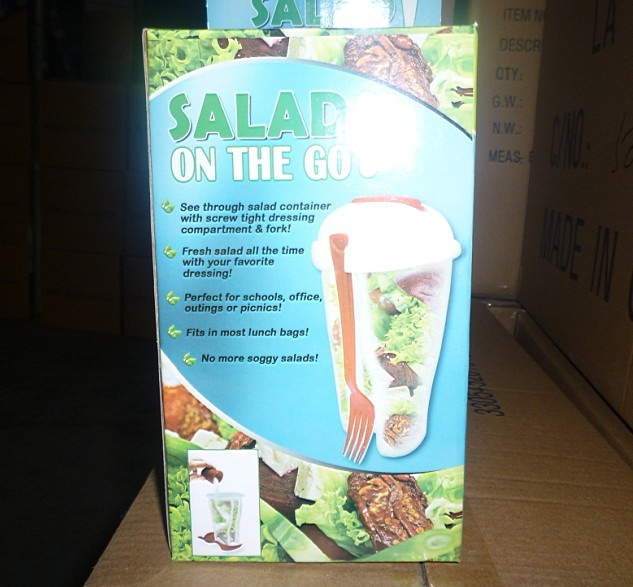 SALAD
SALAD
ON THE GO
See through salad container
with screw tight dressing
compartment & fork!
Fresh salad all the time
with your favorite
dressing!
Perfect for schools, office,
outings or picnics!
Fits in most lunch bags!
No more soggy salads!
ITEM
DESCR
QTY:
G.W.:
N.W.:
MEAS:
C/NO.:
MADE IN